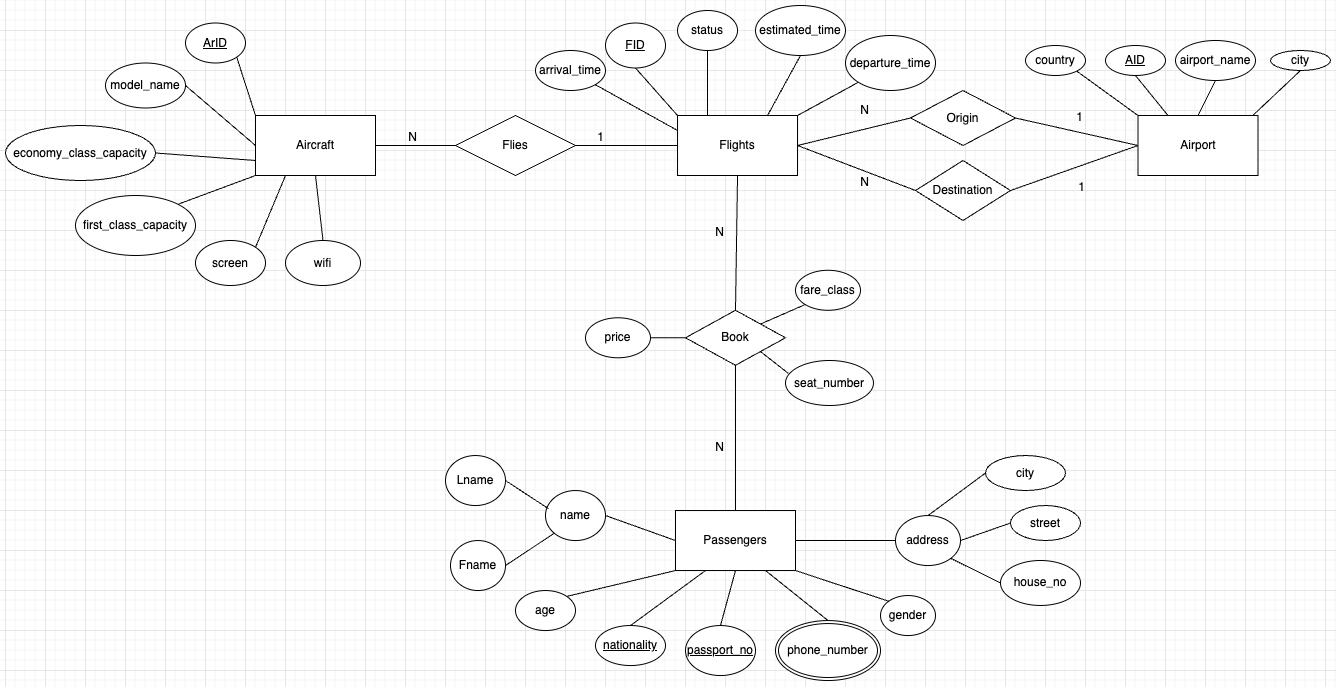 ArID
model_name
economy_class_capacity
first_class_capacity
screen
wifi
Aircraft
N
Flies
1
arrival_time
FID
status
estimated_time
departure_time
Flights
N
Origin
1
N
Destination
1
country
AID
airport_name
city
Airport
N
price
Book
fare_class
seat_number
N
Lname
Fname
name
Passengers
address
city
street
house_no
age
nationality
passport_no
phone_number
gender